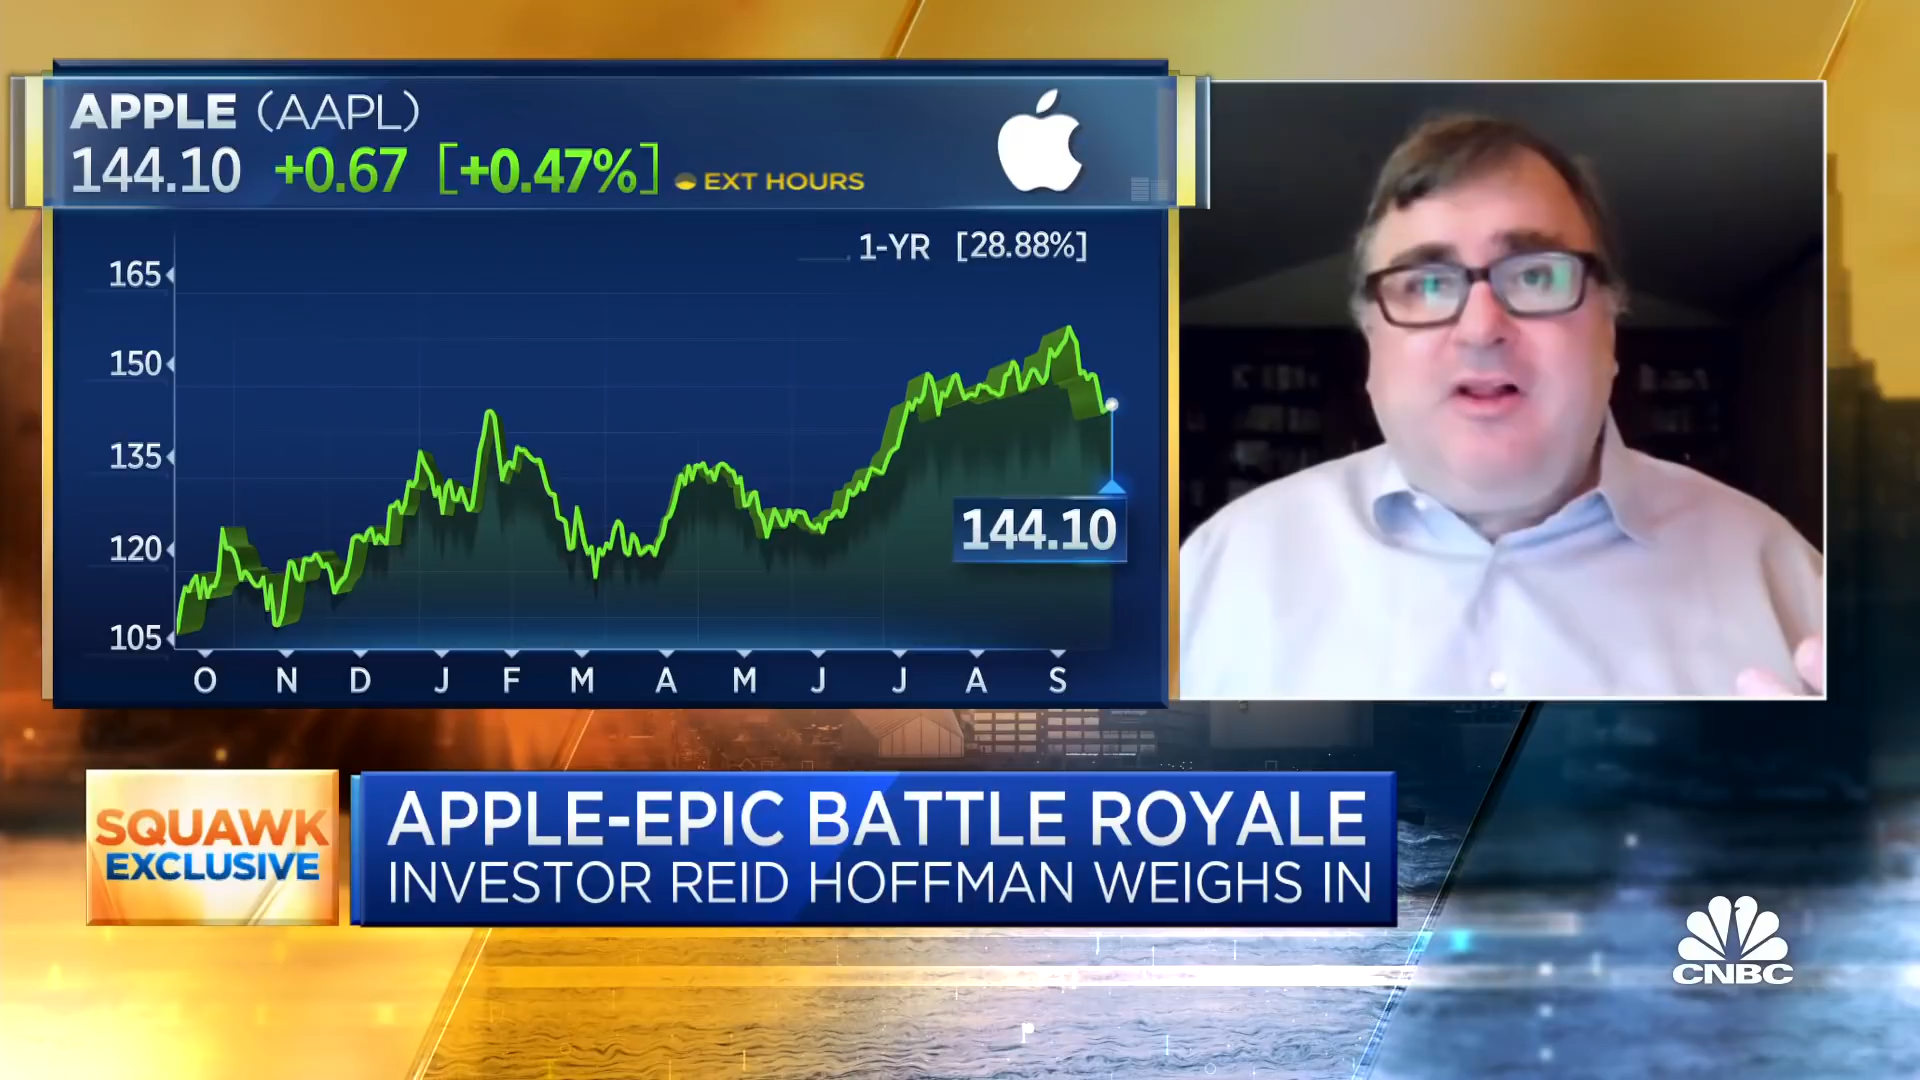 APPLE (AAPL)
144.10 +0.67 [+0.47%] EXT HOURS
1-YR [28.88%]
165
150
135
120
105
144.10
O N D J F M A M J J A S
SQUAWK
EXCLUSIVE
APPLE-EPIC BATTLE ROYALE
INVESTOR REID HOFFMAN WEIGHS IN
CNBC